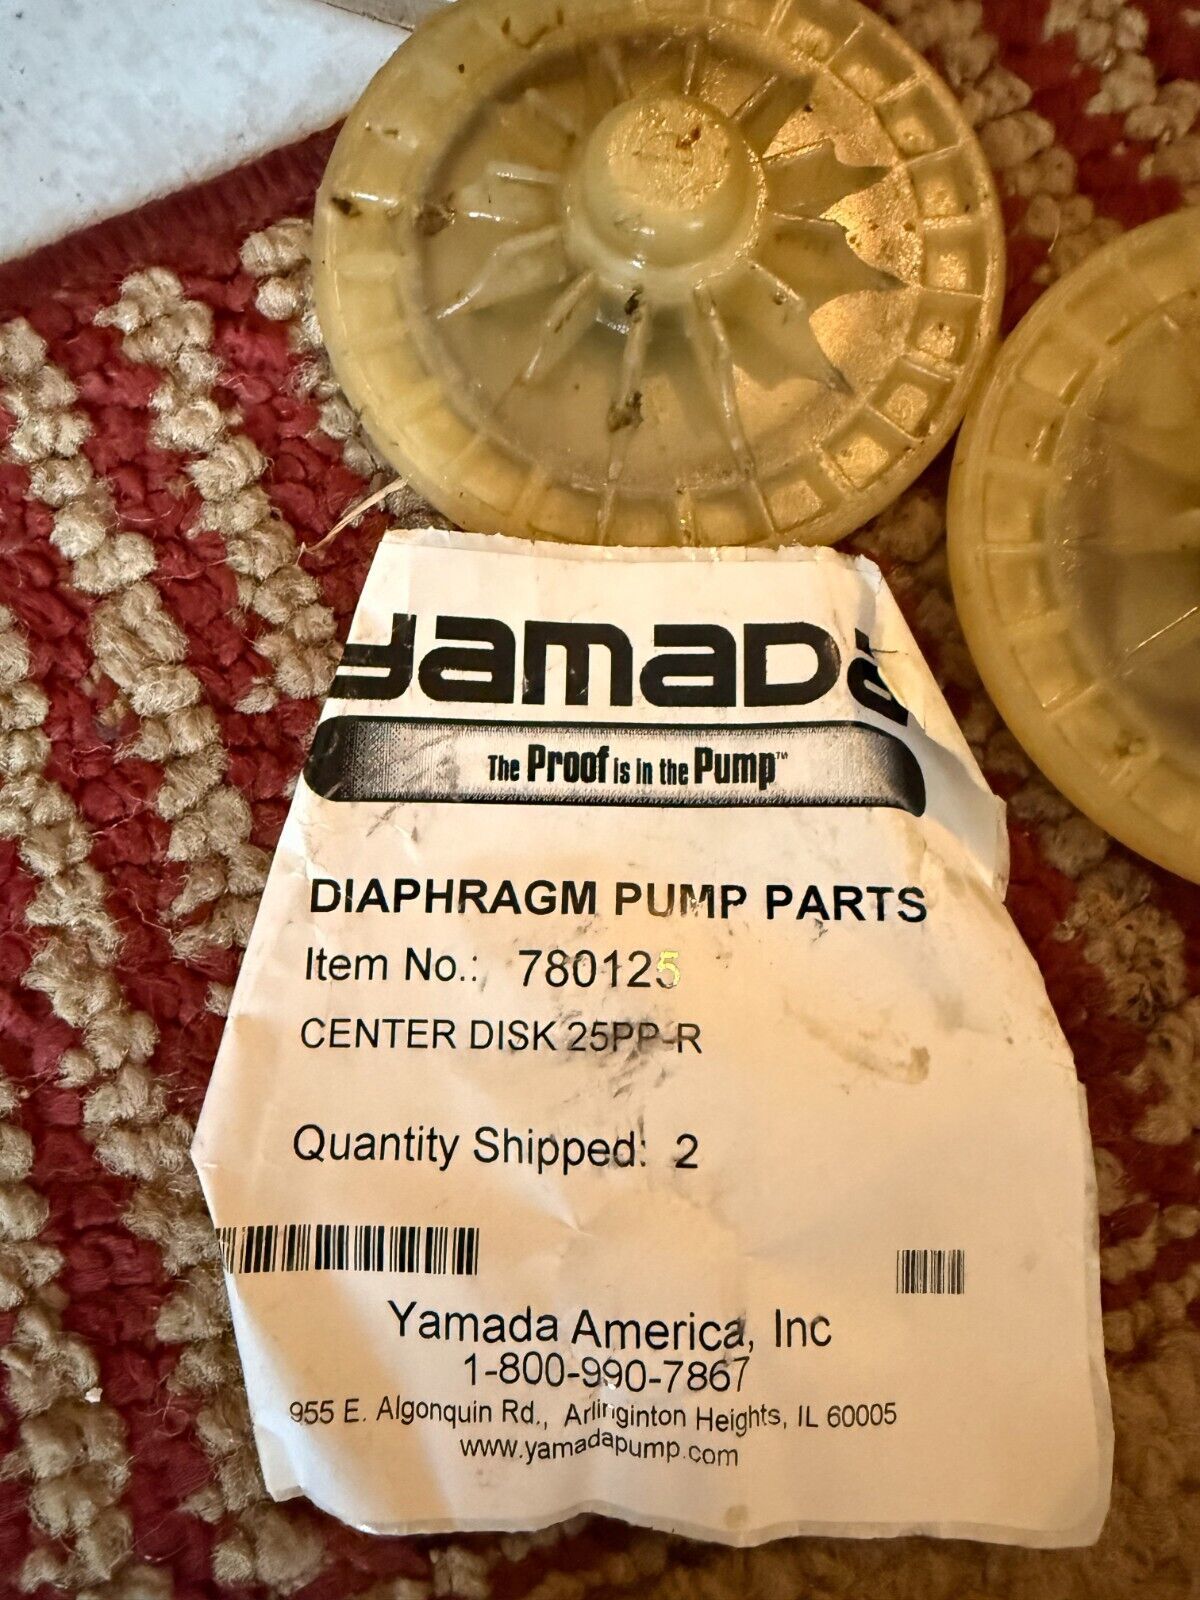 YamaDa
The Proof is in the Pump™
DIAPHRAGM PUMP PARTS
Item No.: 780125
CENTER DISK 25PP-R
Quantity Shipped: 2
Yamada America, Inc
1-800-990-7867
955 E. Algonquin Rd., Arlinginton Heights, IL 60005
www.yamadapump.com